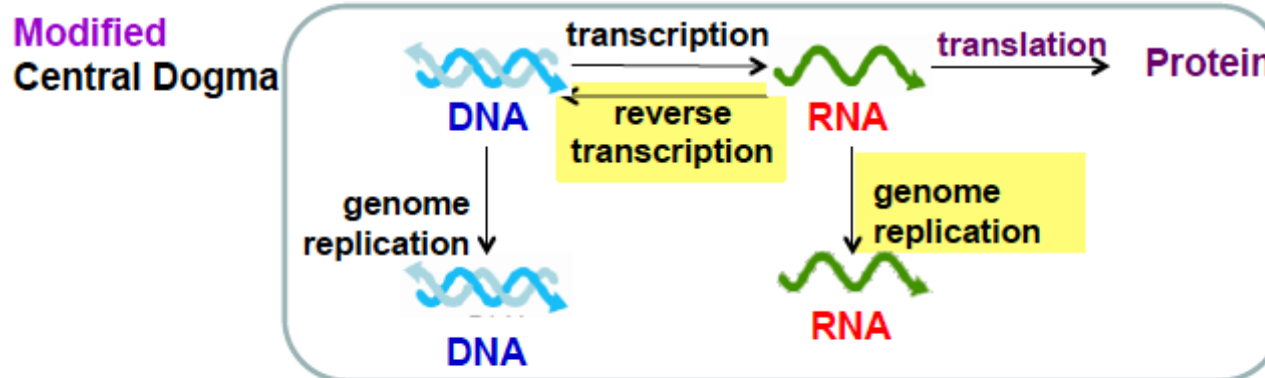 Modified
Central Dogma
transcription
translation
Protein
DNA
reverse
transcription
RNA
genome
replication
genome
replication
DNA
RNA